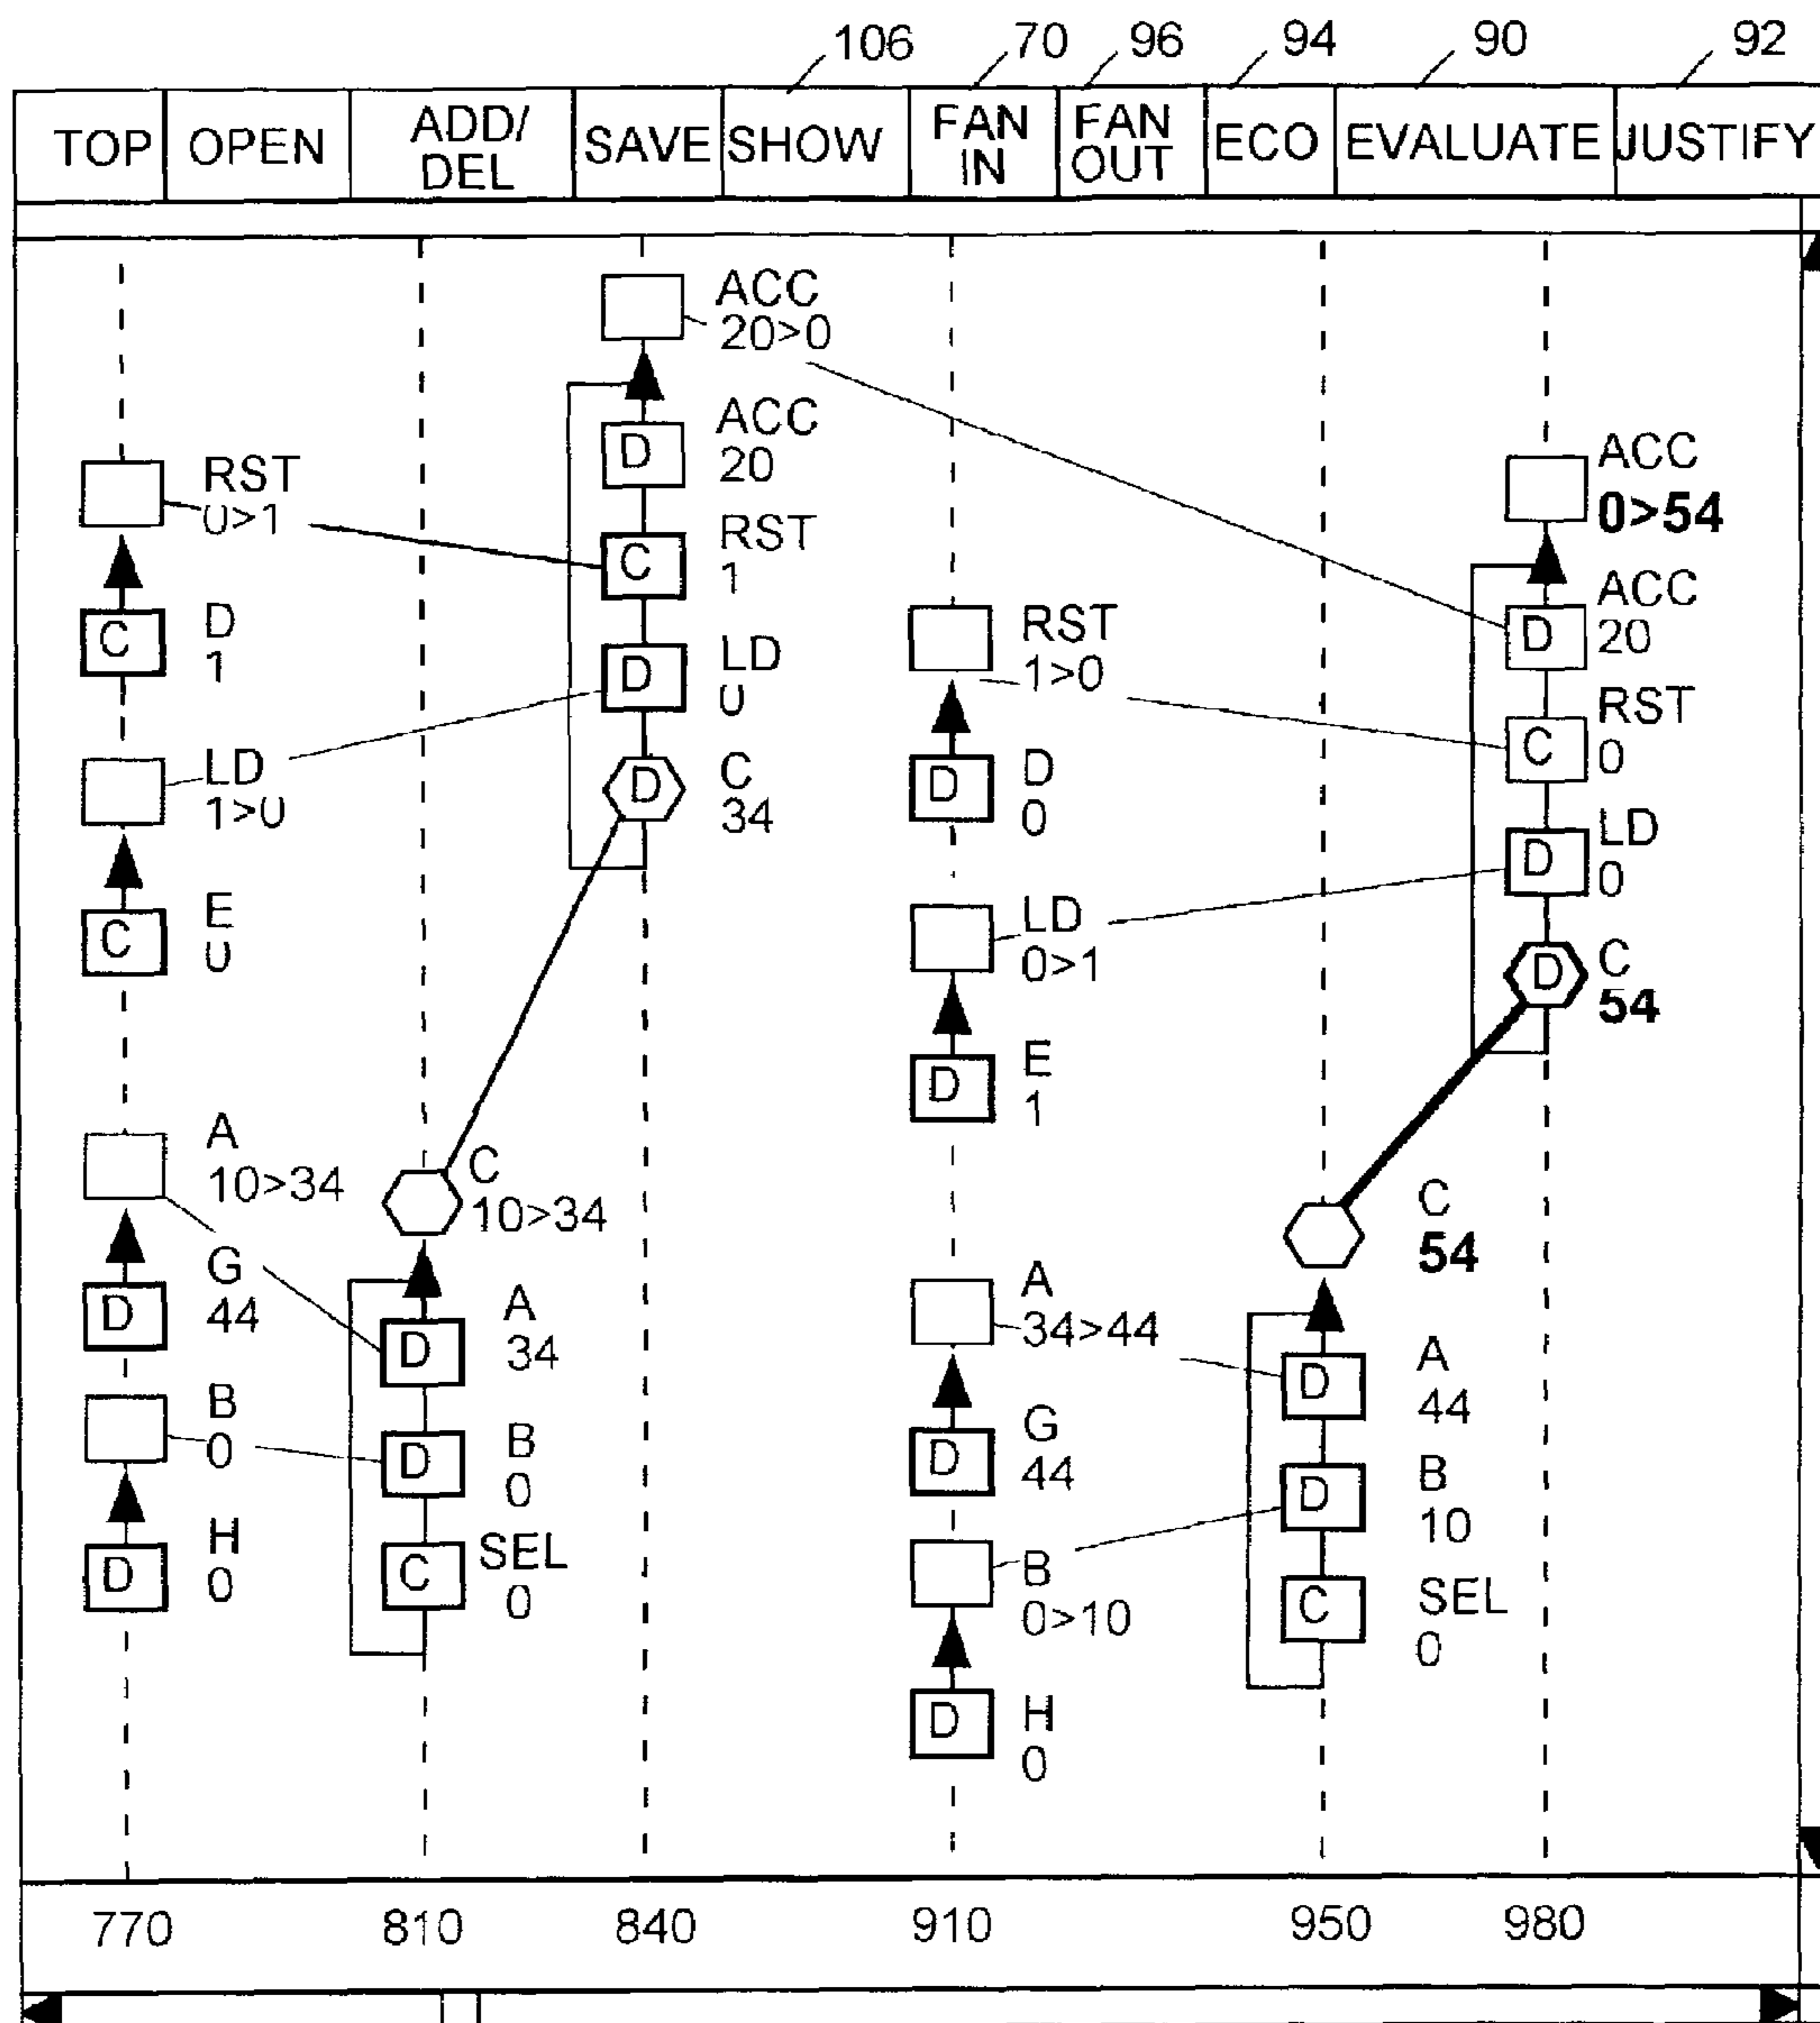 106 70 96 94 90 92
TOP OPEN ADD/ DEL SAVE SHOW FAN IN FAN OUT ECO EVALUATE JUSTIFY
RST
0>1
C D
1
LD
1>0
C E
0
A
10>34
D G
44
B
0
D H
0
C
10>34
D A
34
D B
0
C SEL
0
ACC
20>0
D ACC
20
C RST
1
D LD
0
D C
34
RST
1>0
D D
0
LD
0>1
D E
1
A
34>44
D G
44
B
0>10
D H
0
C
54
D A
44
D B
10
C SEL
0
ACC
0>54
D ACC
20
C RST
0
D LD
0
D C
54
770 810 840 910 950 980